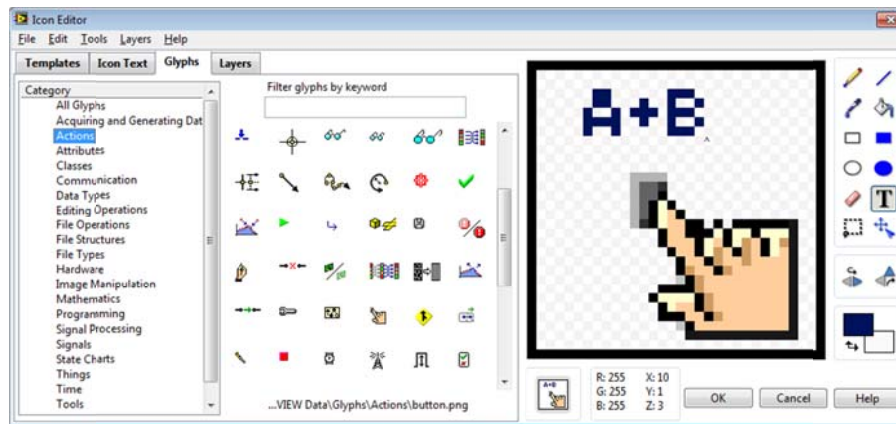 Icon Editor
File Edit Tools Layers Help
Templates Icon Text Glyphs Layers
Category
All Glyphs
Acquiring and Generating Dat
Actions
Attributes
Classes
Communication
Data Types
Editing Operations
File Operations
File Structures
File Types
Hardware
Image Manipulation
Mathematics
Programming
Signal Processing
Signals
State Charts
Things
Time
Tools
Filter glyphs by keyword
...VIEW Data\Glyphs\Actions\button.png
A+B
T
A+B
R: 255 X: 10
G: 255 Y: 1
B: 255 Z: 3
OK Cancel Help